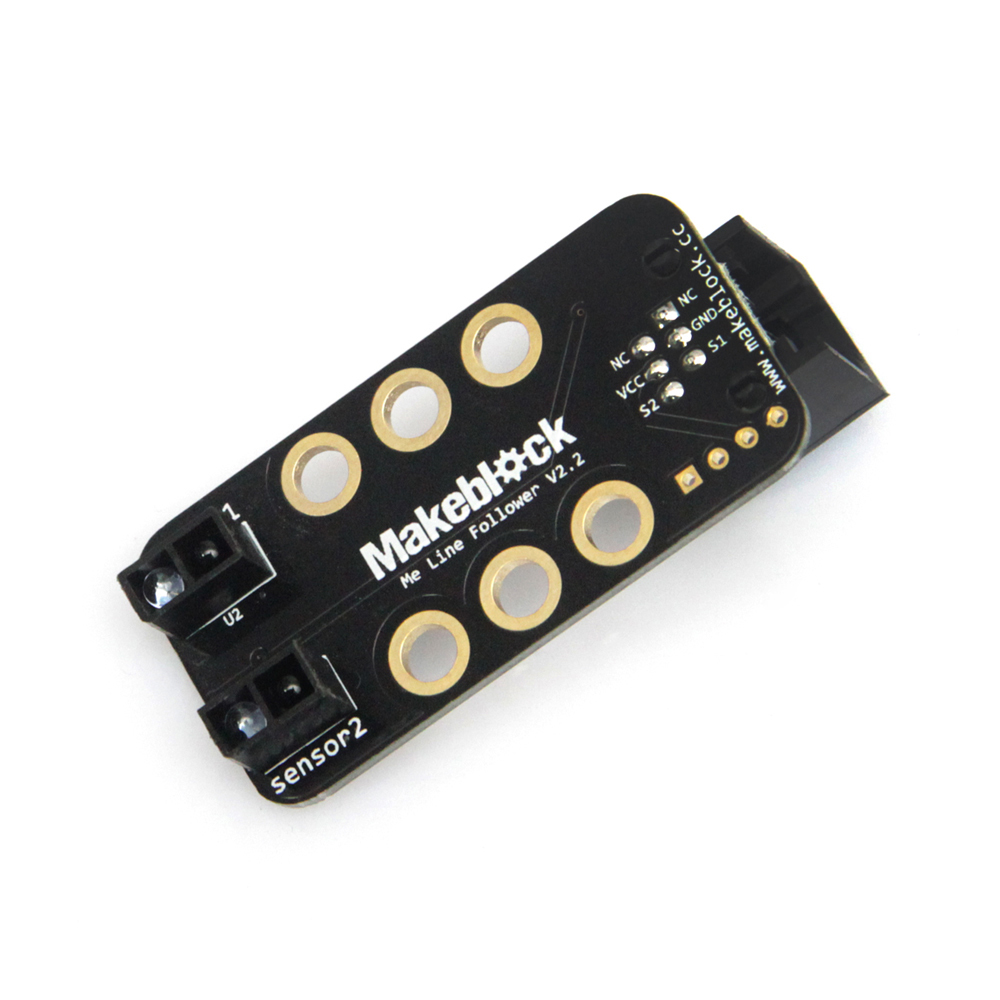 www.makeblock.cc
NC
GND
NC
S1
VCC
S2
Makeblock
Me Line Follower V2.2
1
U2
sensor2